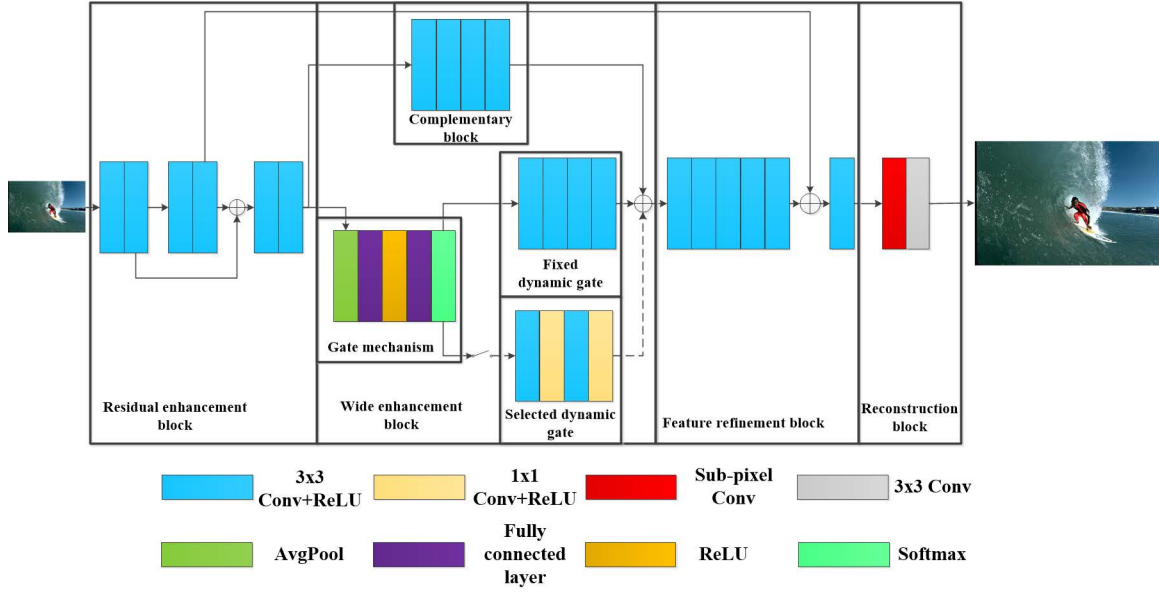 Complementary
block
Fixed
dynamic gate
Gate mechanism
Residual enhancement
block
Wide enhancement
block
Selected dynamic
gate
Feature refinement block
Reconstruction
block
3x3
Conv+ReLU
1x1
Conv+ReLU
Sub-pixel
Conv
3x3 Conv
AvgPool
Fully
connected
layer
ReLU
Softmax